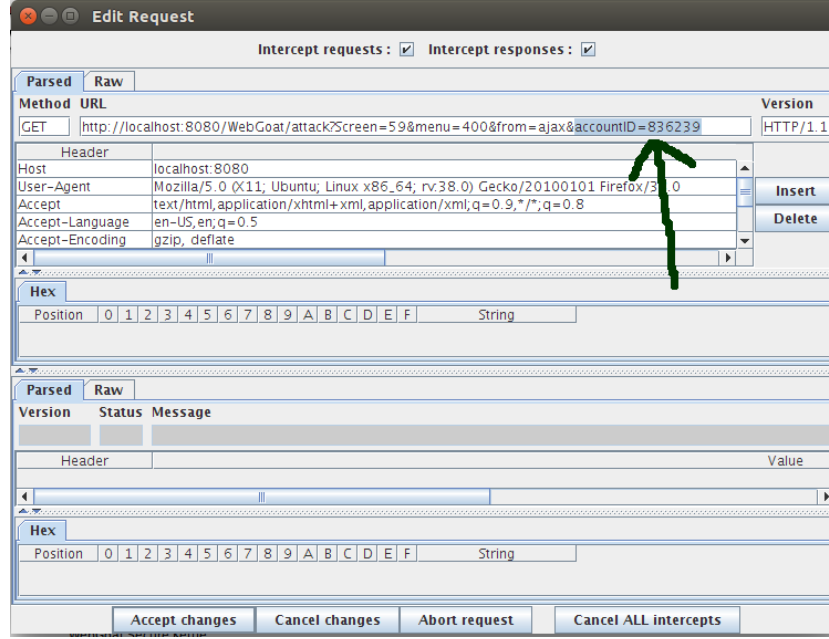 Edit Request
Intercept requests : Intercept responses :
Parsed Raw
Method URL Version
GET http://localhost:8080/WebGoat/attack?Screen=59&menu=400&from=ajax&accountID=836239 HTTP/1.1
Header
Host localhost:8080
User-Agent Mozilla/5.0 (X11; Ubuntu; Linux x86_64; rv:38.0) Gecko/20100101 .0
Accept text/html,application/xhtml+xml,application/xml;q=0.9,*/*;q=0.8
Accept-Language en-US,en;q=0.5
Accept-Encoding gzip, deflate
Insert
Delete
Hex
Position 0 1 2 3 4 5 6 7 8 9 A B C D E F String
Parsed Raw
Version Status Message
Header Value
Hex
Position 0 1 2 3 4 5 6 7 8 9 A B C D E F String
Accept changes Cancel changes Abort request Cancel ALL intercepts